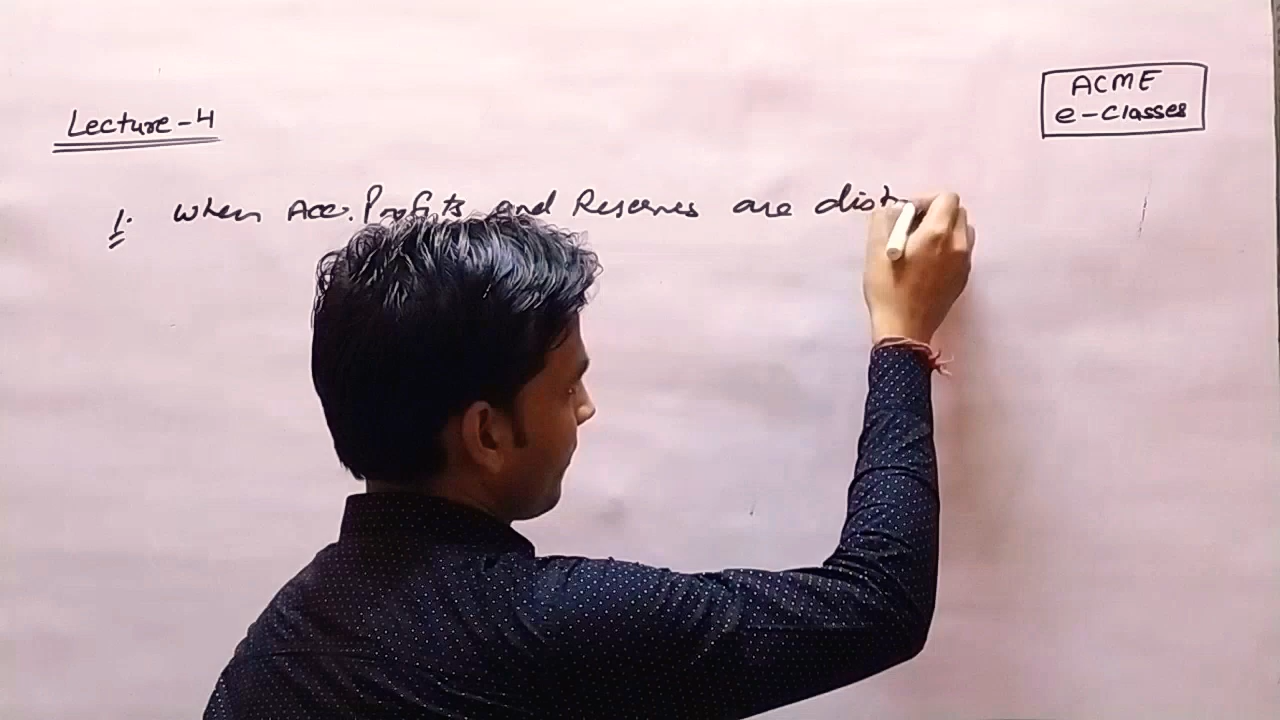 Lecture-4
ACME
e-Classes
1. When Acc. Profits and Reserves are dist